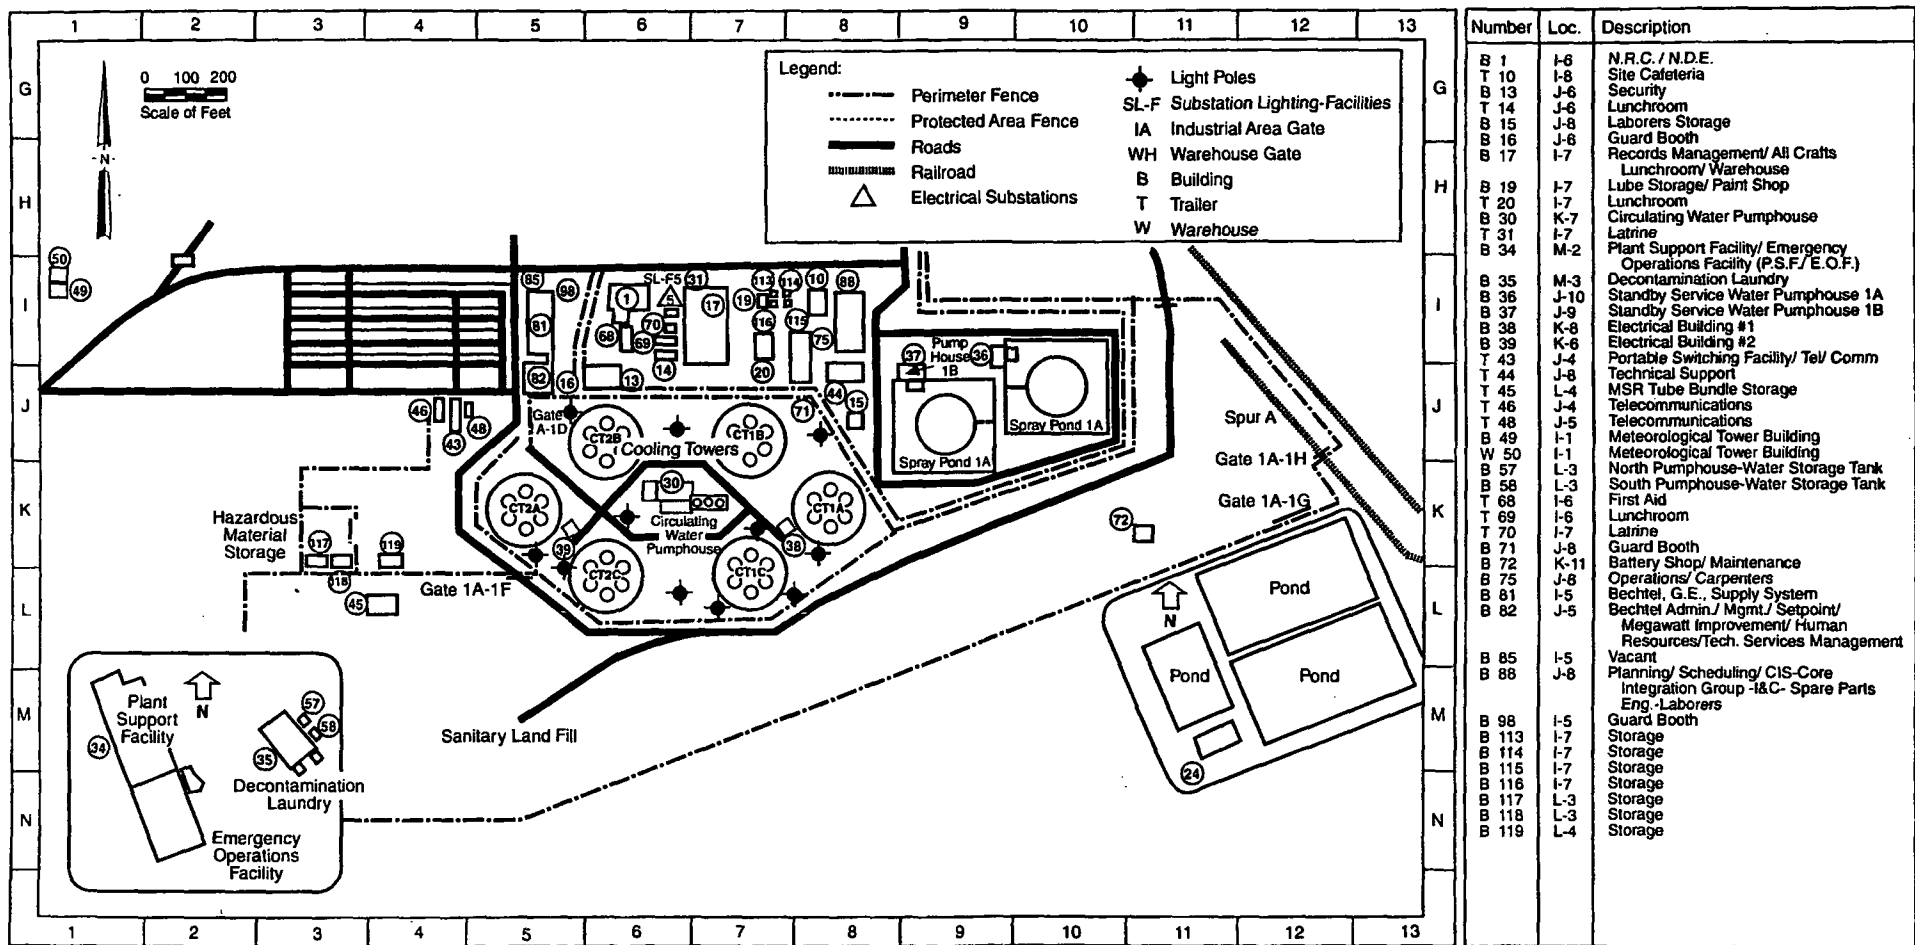 1 2 3 4 5 6 7 8 9 10 11 12 13
G
H
I
J
K
L
M
N
G
H
I
J
K
L
M
N
0 100 200
Scale of Feet
-N-
Legend:
Perimeter Fence
Protected Area Fence
Roads
Railroad
Electrical Substations
Light Poles
SL-F Substation Lighting-Facilities
IA Industrial Area Gate
WH Warehouse Gate
B Building
T Trailer
W Warehouse
50
49
85
98
SL-F5
31
113
114
10
88
1
5
17
19
81
70
116
115
68
69
75
82
16
13
14
20
44
37
Pump
House
1B
36
46
43
48
Gate
A-1D
71
15
CT2B
CT1B
Cooling Towers
Spray Pond 1A
Spray Pond 1A
Spur A
Gate 1A-1H
Gate 1A-1G
30
CT2A
CT1A
Circulating
Water
Pumphouse
39
38
CT2C
CT1C
72
Hazardous
Material
Storage
117
118
119
45
Gate 1A-1F
Sanitary Land Fill
Plant
Support
Facility
N
34
57
58
35
Decontamination
Laundry
Emergency
Operations
Facility
N
Pond
Pond
Pond
24
1 2 3 4 5 6 7 8 9 10 11 12 13
Number Loc. Description
B 1 I-6 N.R.C. / N.D.E.
T 10 I-8 Site Cafeteria
B 13 J-6 Security
T 14 J-6 Lunchroom
B 15 J-8 Laborers Storage
B 16 J-6 Guard Booth
B 17 I-7 Records Management/ All Crafts
Lunchroom/ Warehouse
B 19 I-7 Lube Storage/ Paint Shop
T 20 I-7 Lunchroom
B 30 K-7 Circulating Water Pumphouse
T 31 I-7 Latrine
B 34 M-2 Plant Support Facility/ Emergency
Operations Facility (P.S.F./ E.O.F.)
B 35 M-3 Decontamination Laundry
B 36 J-10 Standby Service Water Pumphouse 1A
B 37 J-9 Standby Service Water Pumphouse 1B
B 38 K-8 Electrical Building #1
B 39 K-6 Electrical Building #2
T 43 J-4 Portable Switching Facility/ Tel/ Comm
T 44 J-8 Technical Support
T 45 L-4 MSR Tube Bundle Storage
T 46 J-4 Telecommunications
T 48 J-5 Telecommunications
B 49 I-1 Meteorological Tower Building
W 50 I-1 Meteorological Tower Building
B 57 L-3 North Pumphouse-Water Storage Tank
B 58 L-3 South Pumphouse-Water Storage Tank
T 68 I-6 First Aid
T 69 I-6 Lunchroom
T 70 I-7 Latrine
B 71 J-8 Guard Booth
B 72 K-11 Battery Shop/ Maintenance
B 75 J-8 Operations/ Carpenters
B 81 I-5 Bechtel, G.E., Supply System
B 82 J-5 Bechtel Admin./ Mgmt./ Setpoint/
Megawatt Improvement/ Human
Resources/Tech. Services Management
B 85 I-5 Vacant
B 88 J-8 Planning/ Scheduling/ CIS-Core
Integration Group -I&C- Spare Parts
Eng.-Laborers
B 98 I-5 Guard Booth
B 113 I-7 Storage
B 114 I-7 Storage
B 115 I-7 Storage
B 116 I-7 Storage
B 117 L-3 Storage
B 118 L-3 Storage
B 119 L-4 Storage